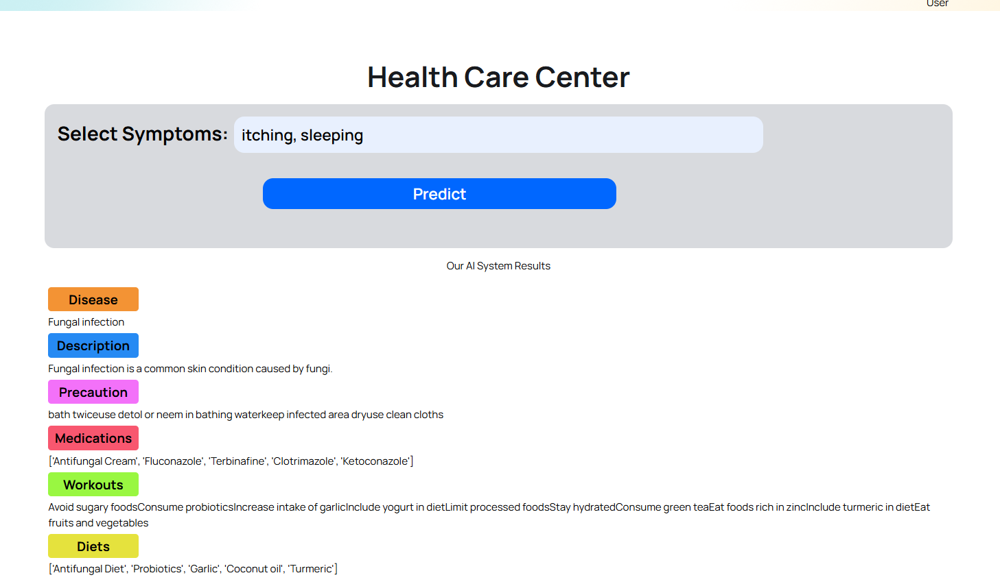 User
Health Care Center
Select Symptoms: itching, sleeping
Predict
Our AI System Results
Disease
Fungal infection
Description
Fungal infection is a common skin condition caused by fungi.
Precaution
bath twiceuse detol or neem in bathing waterkeep infected area dryuse clean cloths
Medications
['Antifungal Cream', 'Fluconazole', 'Terbinafine', 'Clotrimazole', 'Ketoconazole']
Workouts
Avoid sugary foodsConsume probioticsIncrease intake of garlicInclude yogurt in dietLimit processed foodsStay hydratedConsume green teaEat foods rich in zincInclude turmeric in dietEat
fruits and vegetables
Diets
['Antifungal Diet', 'Probiotics', 'Garlic', 'Coconut oil', 'Turmeric']